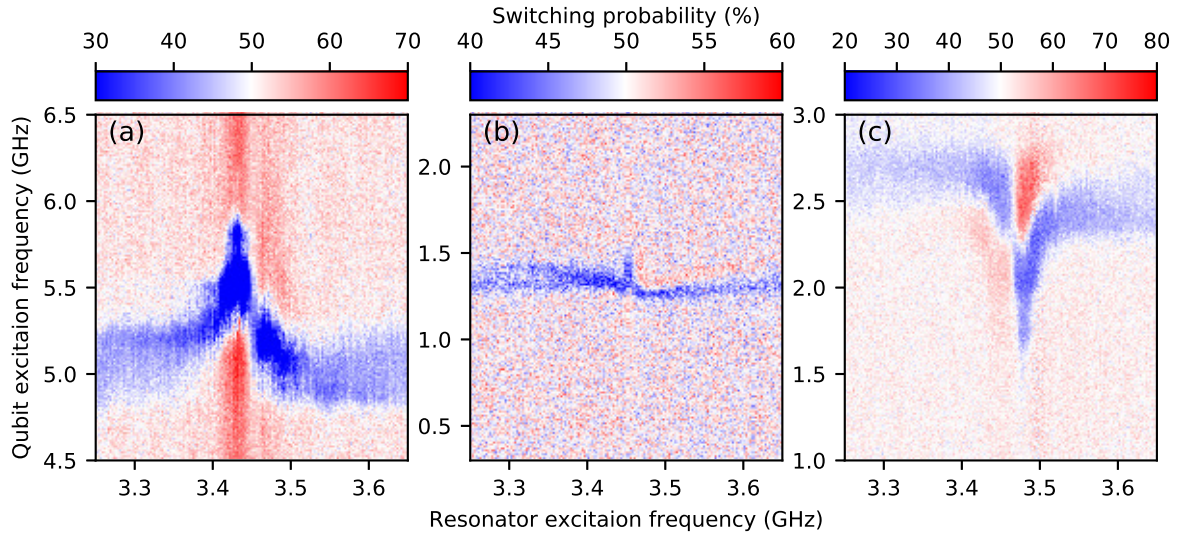 Switching probability (%)
30 40 50 60 70
40 45 50 55 60
20 30 40 50 60 70 80
(a)
(b)
(c)
Qubit excitaion frequency (GHz)
6.5
6.0
5.5
5.0
4.5
2.0
1.5
1.0
0.5
3.0
2.5
2.0
1.5
1.0
3.3 3.4 3.5 3.6
3.3 3.4 3.5 3.6
3.3 3.4 3.5 3.6
Resonator excitaion frequency (GHz)